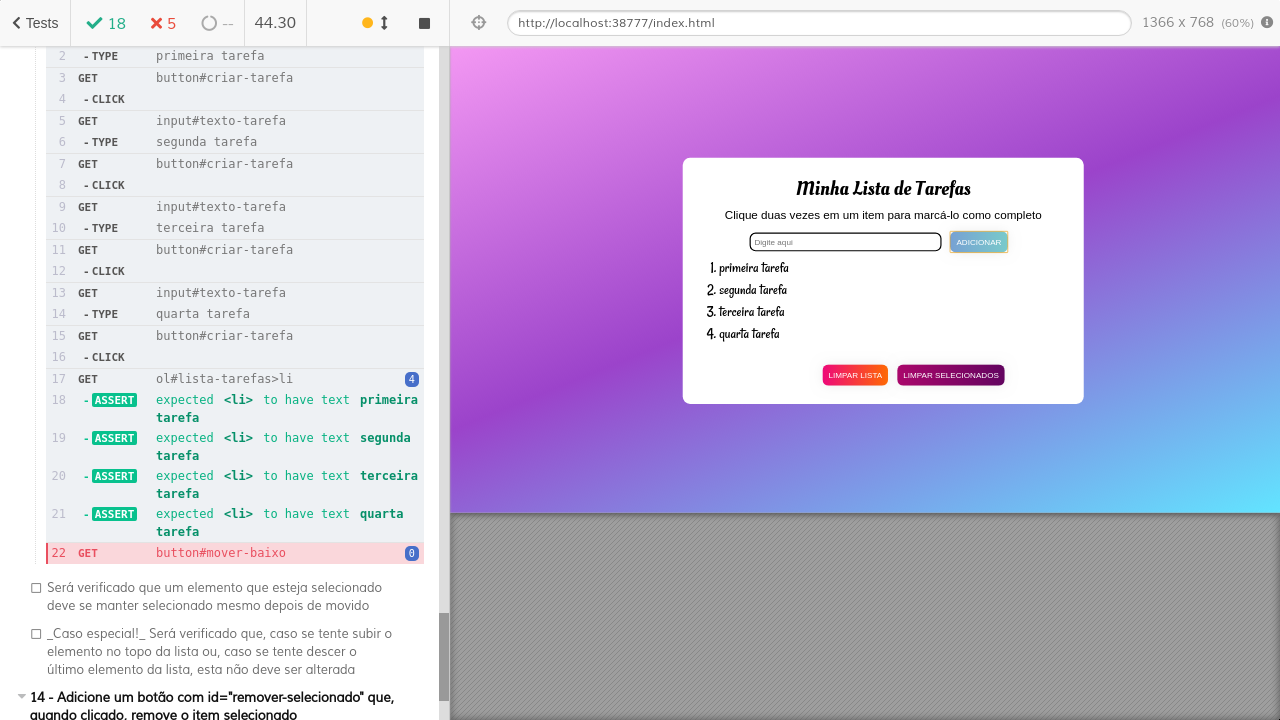 Tests
18
5
--
44.30
http://localhost:38777/index.html
1366 x 768 (60%)
2 - TYPE primeira tarefa
3 GET button#criar-tarefa
4 - CLICK
5 GET input#texto-tarefa
6 - TYPE segunda tarefa
7 GET button#criar-tarefa
8 - CLICK
9 GET input#texto-tarefa
10 - TYPE terceira tarefa
11 GET button#criar-tarefa
12 - CLICK
13 GET input#texto-tarefa
14 - TYPE quarta tarefa
15 GET button#criar-tarefa
16 - CLICK
17 GET ol#lista-tarefas>li 4
18 - ASSERT expected <li> to have text primeira
tarefa
19 - ASSERT expected <li> to have text segunda
tarefa
20 - ASSERT expected <li> to have text terceira
tarefa
21 - ASSERT expected <li> to have text quarta
tarefa
22 GET button#mover-baixo 0
Será verificado que um elemento que esteja selecionado
deve se manter selecionado mesmo depois de movido
_Caso especial!_ Será verificado que, caso se tente subir o
elemento no topo da lista ou, caso se tente descer o
último elemento da lista, esta não deve ser alterada
14 - Adicione um botão com id="remover-selecionado" que,
quando clicado, remove o item selecionado
Minha Lista de Tarefas
Clique duas vezes em um item para marcá-lo como completo
Digite aqui
ADICIONAR
1. primeira tarefa
2. segunda tarefa
3. terceira tarefa
4. quarta tarefa
LIMPAR LISTA
LIMPAR SELECIONADOS